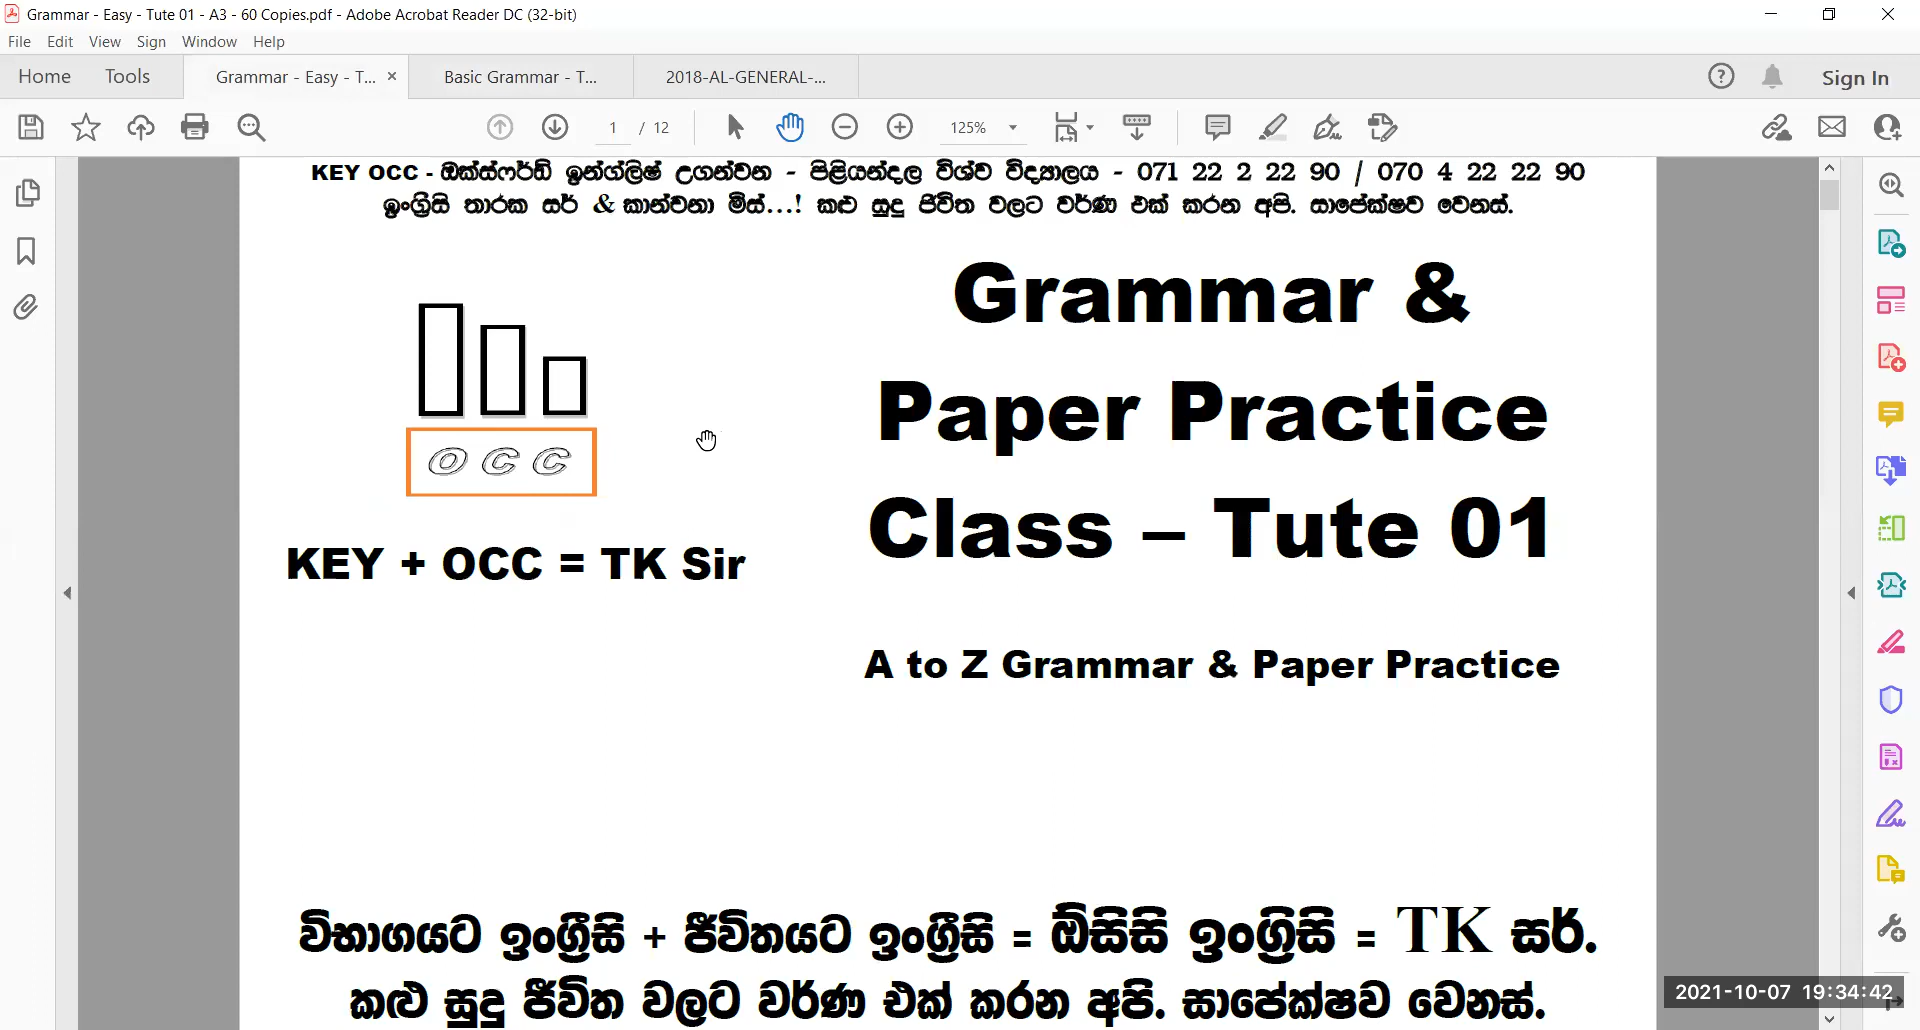 Grammar - Easy - Tute 01 - A3 - 60 Copies.pdf - Adobe Acrobat Reader DC (32-bit)
File Edit View Sign Window Help
Home Tools Grammar - Easy - T... Basic Grammar - T... 2018-AL-GENERAL-... Sign In
1 / 12 125%
KEY OCC - ඔක්ස්ෆර්ඩ් ඉන්ග්ලිෂ් උගන්වන - පිළියන්දල විශ්ව විද්‍යාලය - 071 22 2 22 90 / 070 4 22 22 90
ඉංග්‍රිසි තාරක සර් & කාන්චනා මිස්...! කළු සුදු ජිවිත වලට වර්ණ එක් කරන අපි. සාපේක්ෂව වෙනස්.
Grammar &
Paper Practice
Class – Tute 01
O C C
KEY + OCC = TK Sir
A to Z Grammar & Paper Practice
විභාගයට ඉංග්‍රීසි + ජීවිතයට ඉංග්‍රීසි = ඕසිසි ඉංග්‍රිසි = TK සර්.
කළු සුදු ජීවිත වලට වර්ණ එක් කරන අපි. සාපේක්ෂව වෙනස්.
2021-10-07 19:34:42